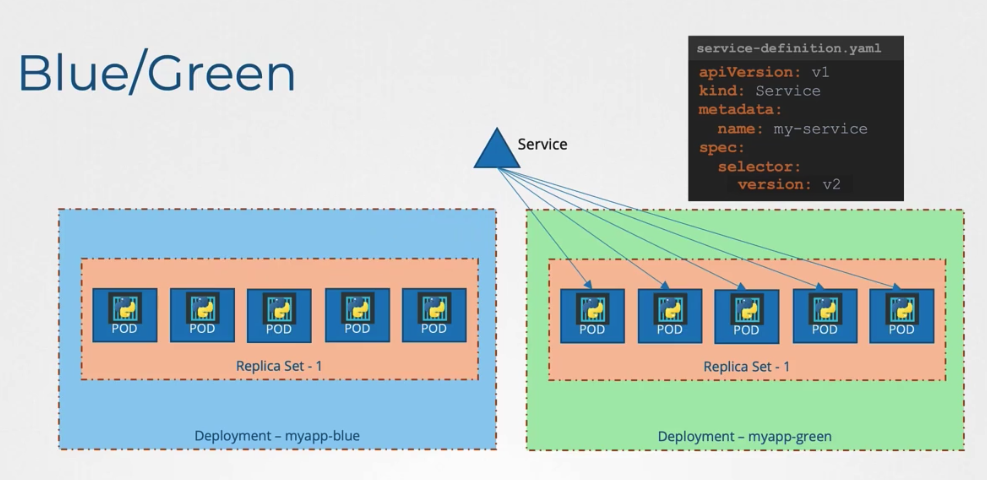 Blue/Green
service-definition.yaml
apiVersion: v1
kind: Service
metadata:
  name: my-service
spec:
  selector:
    version: v2
Service
POD
POD
POD
POD
POD
Replica Set - 1
Deployment – myapp-blue
POD
POD
POD
POD
POD
Replica Set - 1
Deployment – myapp-green